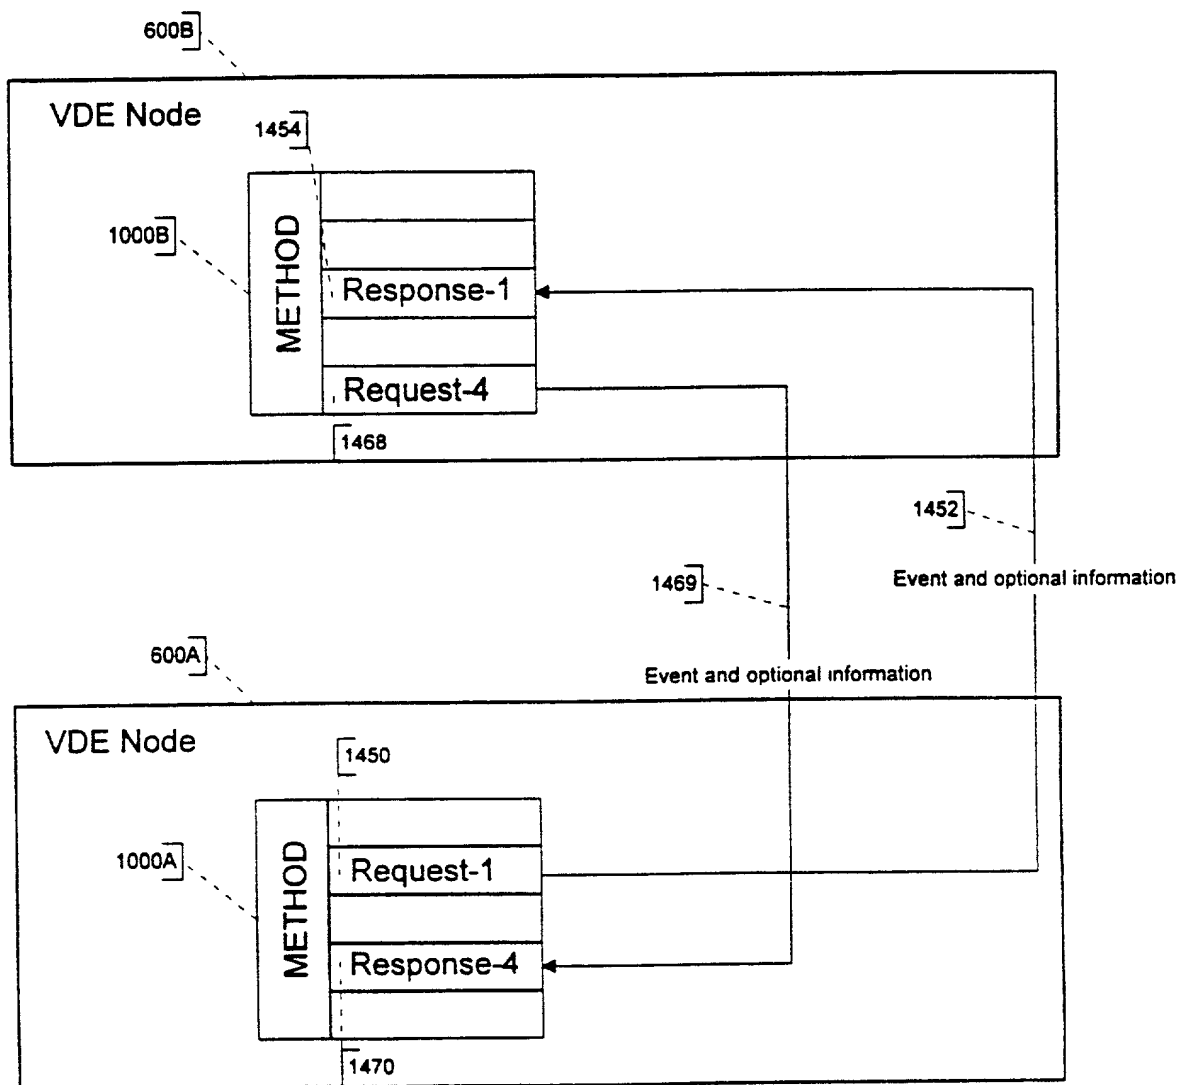 600B
VDE Node
1454
1000B
METHOD
Response-1
Request-4
1468
1452
Event and optional information
1469
600A
Event and optional information
VDE Node
1450
1000A
METHOD
Request-1
Response-4
1470